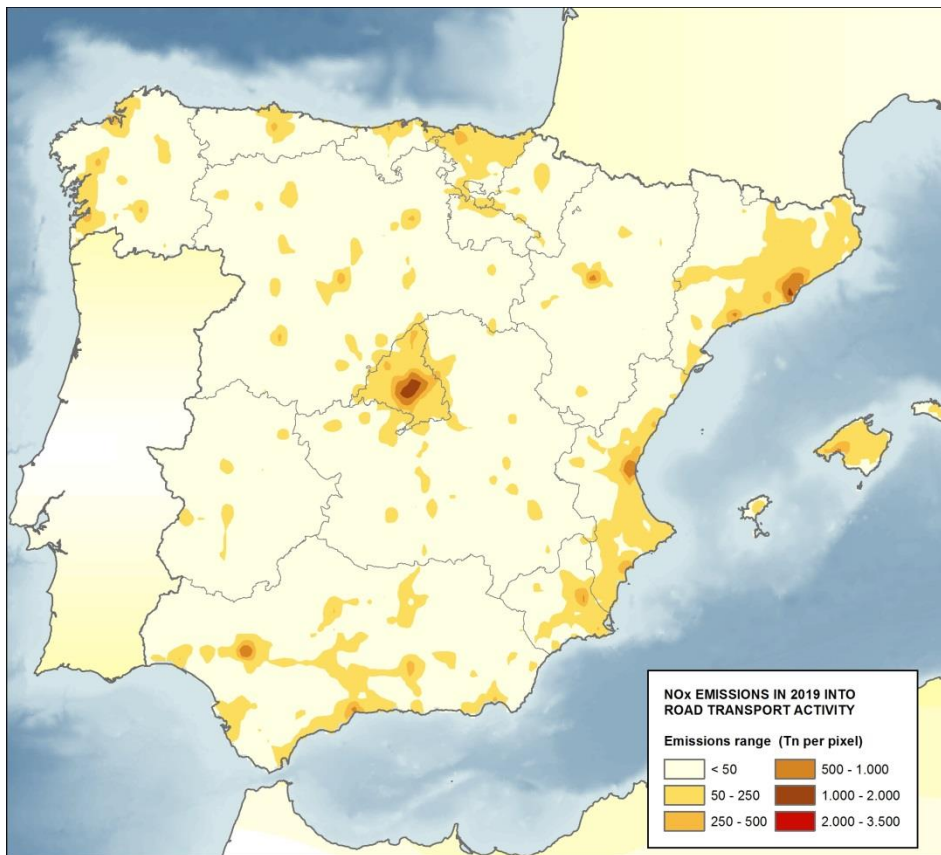 NOx EMISSIONS IN 2019 INTO
ROAD TRANSPORT ACTIVITY
Emissions range (Tn per pixel)
< 50
50 - 250
250 - 500
500 - 1.000
1.000 - 2.000
2.000 - 3.500